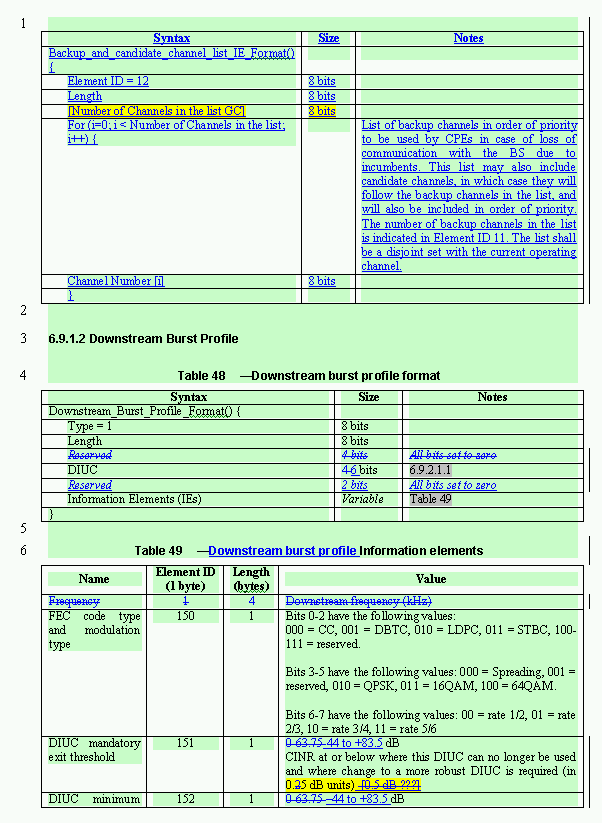 1
Syntax Size Notes
Backup_and_candidate_channel_list_IE_Format()
{
Element ID = 12 8 bits
Length 8 bits
[Number of Channels in the list GC] 8 bits
For (i=0; i < Number of Channels in the list; List of backup channels in order of priority
i++) { to be used by CPEs in case of loss of
communication with the BS due to
incumbents. This list may also include
candidate channels, in which case they will
follow the backup channels in the list, and
will also be included in order of priority.
The number of backup channels in the list
is indicated in Element ID 11. The list shall
be a disjoint set with the current operating
channel.
Channel Number [i] 8 bits
}
2
3 6.9.1.2 Downstream Burst Profile
4 Table 48 —Downstream burst profile format
Syntax Size Notes
Downstream_Burst_Profile_Format() {
Type = 1 8 bits
Length 8 bits
Reserved 4 bits All bits set to zero
DIUC 4-6 bits 6.9.2.1.1
Reserved 2 bits All bits set to zero
Information Elements (IEs) Variable Table 49
}
5
6 Table 49 —Downstream burst profile Information elements
Name Element ID (1 byte) Length (bytes) Value
Frequency 1 4 Downstream frequency (kHz)
FEC code type 150 1 Bits 0-2 have the following values:
and modulation 000 = CC, 001 = DBTC, 010 = LDPC, 011 = STBC, 100-
type 111 = reserved.
Bits 3-5 have the following values: 000 = Spreading, 001 =
reserved, 010 = QPSK, 011 = 16QAM, 100 = 64QAM.
Bits 6-7 have the following values: 00 = rate 1/2, 01 = rate
2/3, 10 = rate 3/4, 11 = rate 5/6
DIUC mandatory 151 1 0-63.75-44 to +83.5 dB
exit threshold CINR at or below where this DIUC can no longer be used
and where change to a more robust DIUC is required (in
0.25 dB units) [0.5 dB ???]
DIUC minimum 152 1 0-63.75 -44 to +83.5 dB